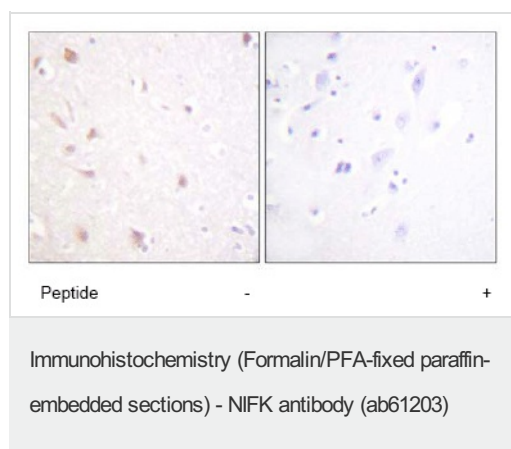 Peptide - +
Immunohistochemistry (Formalin/PFA-fixed paraffin-
embedded sections) - NIFK antibody (ab61203)